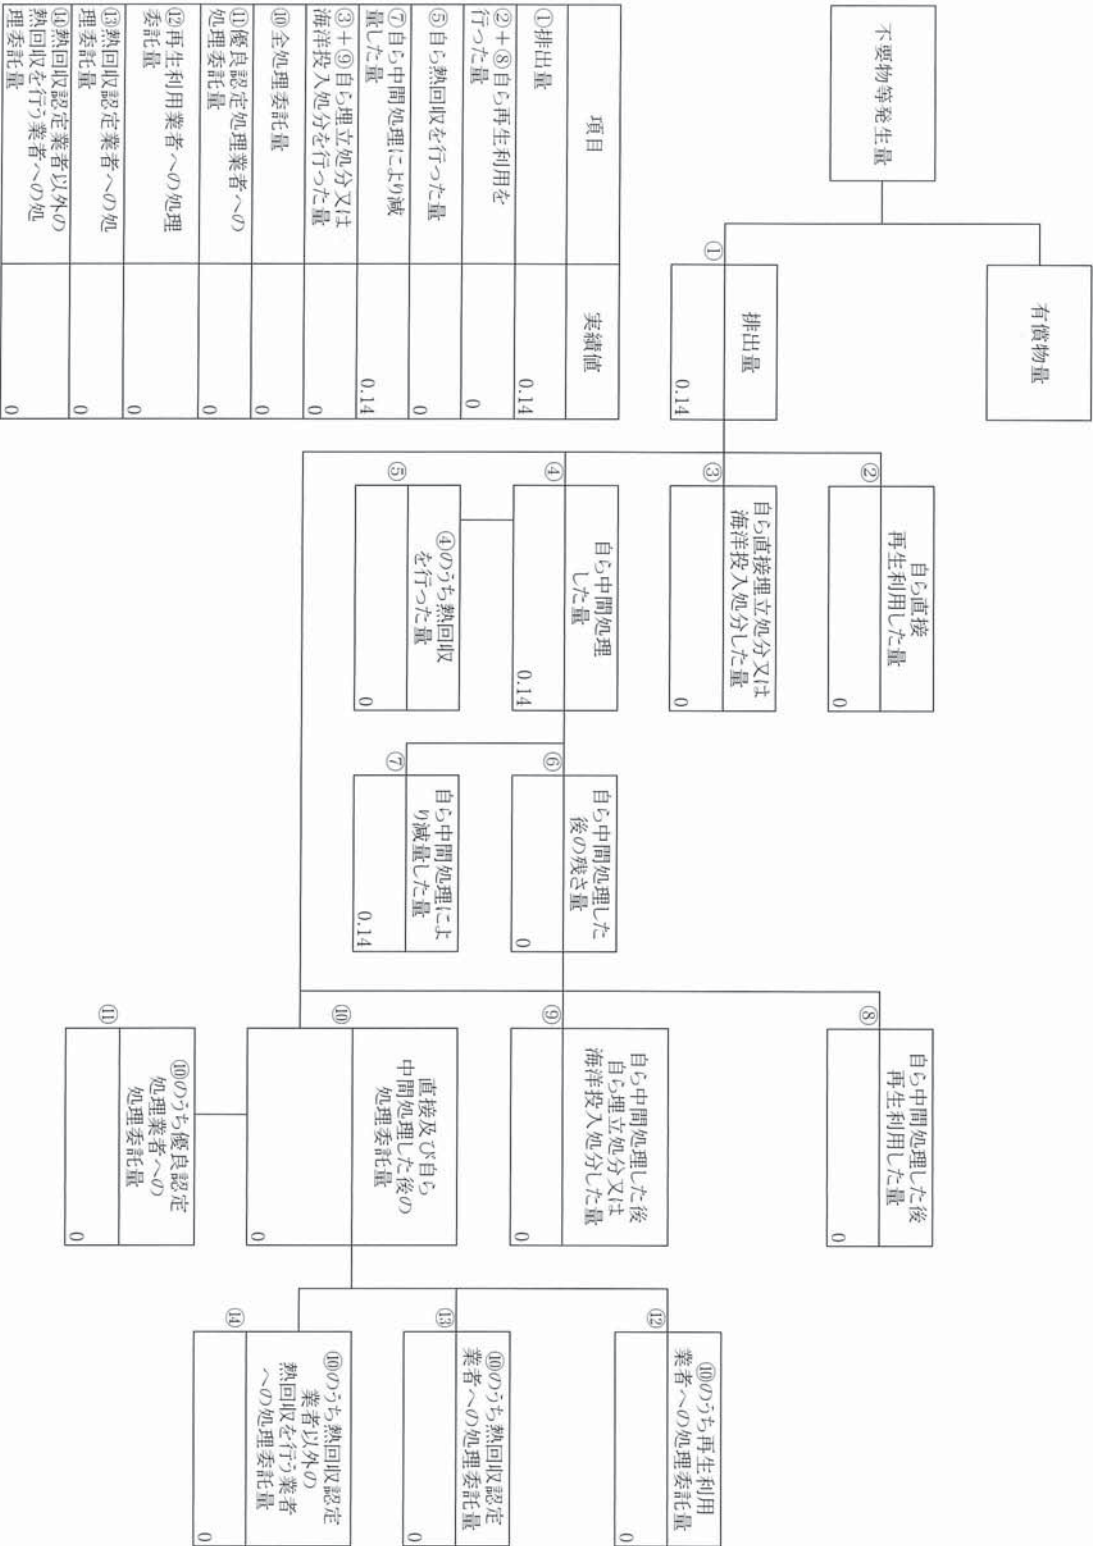 不要物等発生量
有償物量
①
排出量
0.14
②
自ら直接
再生利用した量
0
③
自ら直接埋立処分又は
海洋投入処分した量
0
④
自ら中間処理
した量
0.14
⑤
④のうち熱回収
を行った量
0
⑥
自ら中間処理した
後の残さ量
0
⑦
自ら中間処理によ
り減量した量
0.14
⑧
自ら中間処理した後
再生利用した量
0
⑨
自ら中間処理した後
自ら埋立処分又は
海洋投入処分した量
0
⑩
直接及び自ら
中間処理した後の
処理委託量
0
⑪
⑩のうち優良認定
処理業者への
処理委託量
0
⑫
⑩のうち再生利用
業者への処理委託量
0
⑬
⑩のうち熱回収認定
業者への処理委託量
0
⑭
⑩のうち熱回収認定
業者以外の
熱回収を行う業者
への処理委託量
0
項目 実績値
①排出量 0.14
②+⑧自ら再生利用を
行った量 0
⑤自ら熱回収を行った量 0
⑦自ら中間処理により減
量した量 0.14
③+⑨自ら埋立処分又は
海洋投入処分を行った量 0
⑩全処理委託量 0
⑪優良認定処理業者への
処理委託量 0
⑫再生利用業者への処理
委託量 0
⑬熱回収認定業者への処
理委託量 0
⑭熱回収認定業者以外の
熱回収を行う業者への処
理委託量 0